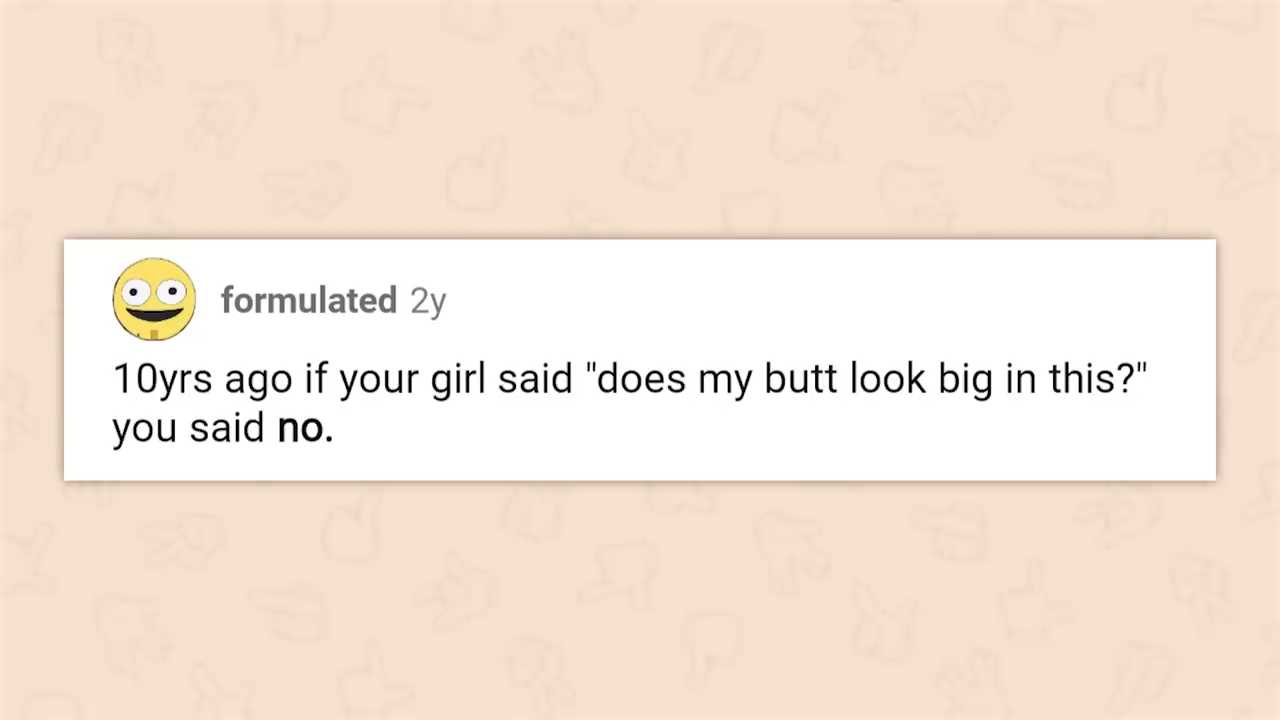 formulated 2y
10yrs ago if your girl said "does my butt look big in this?"
you said no.